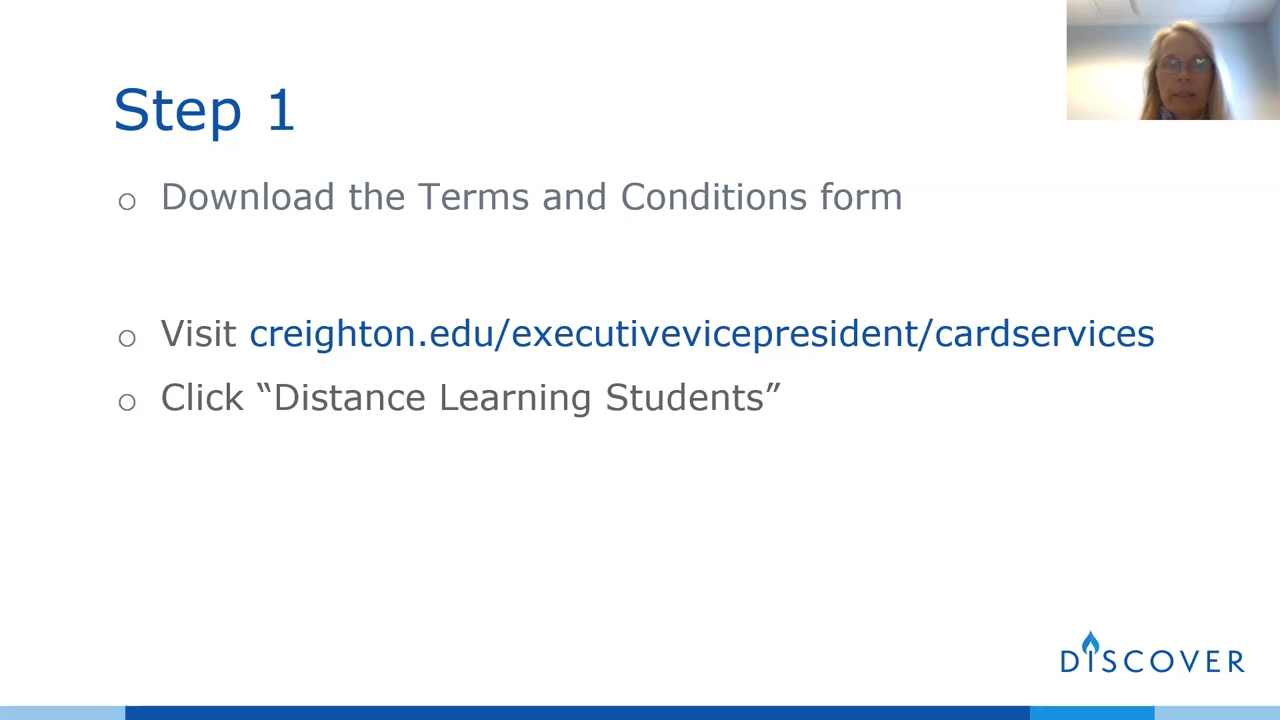 Step 1
o Download the Terms and Conditions form
o Visit creighton.edu/executivevicepresident/cardservices
o Click “Distance Learning Students”
DISCOVER